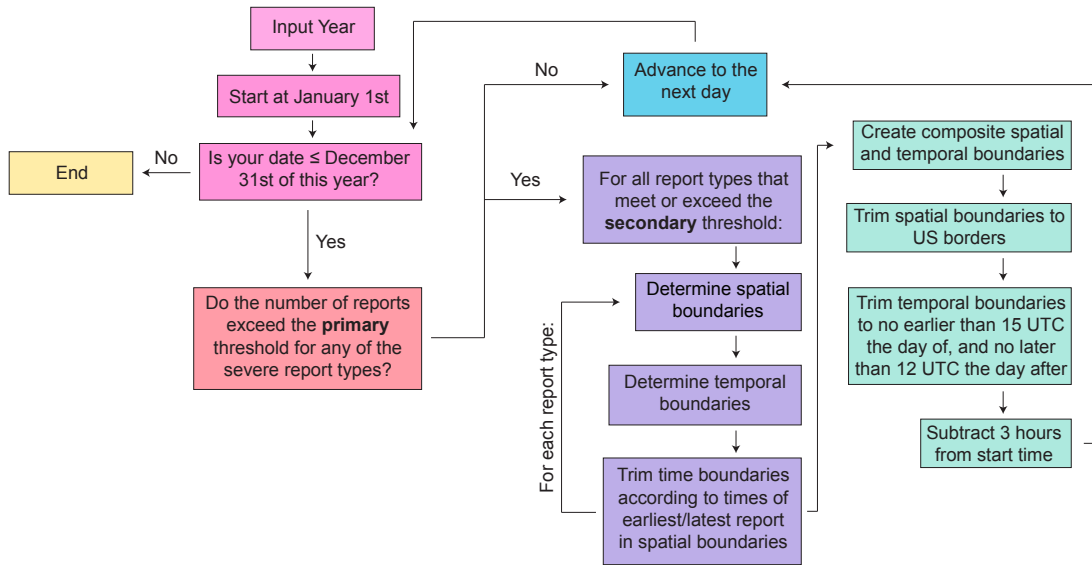 Input Year
Start at January 1st
Is your date ≤ December
31st of this year?
No
End
Yes
Do the number of reports
exceed the primary
threshold for any of the
severe report types?
No
Advance to the
next day
Yes
For all report types that
meet or exceed the
secondary threshold:
Determine spatial
boundaries
Determine temporal
boundaries
Trim time boundaries
according to times of
earliest/latest report
in spatial boundaries
For each report type:
Create composite spatial
and temporal boundaries
Trim spatial boundaries to
US borders
Trim temporal boundaries
to no earlier than 15 UTC
the day of, and no later
than 12 UTC the day after
Subtract 3 hours
from start time